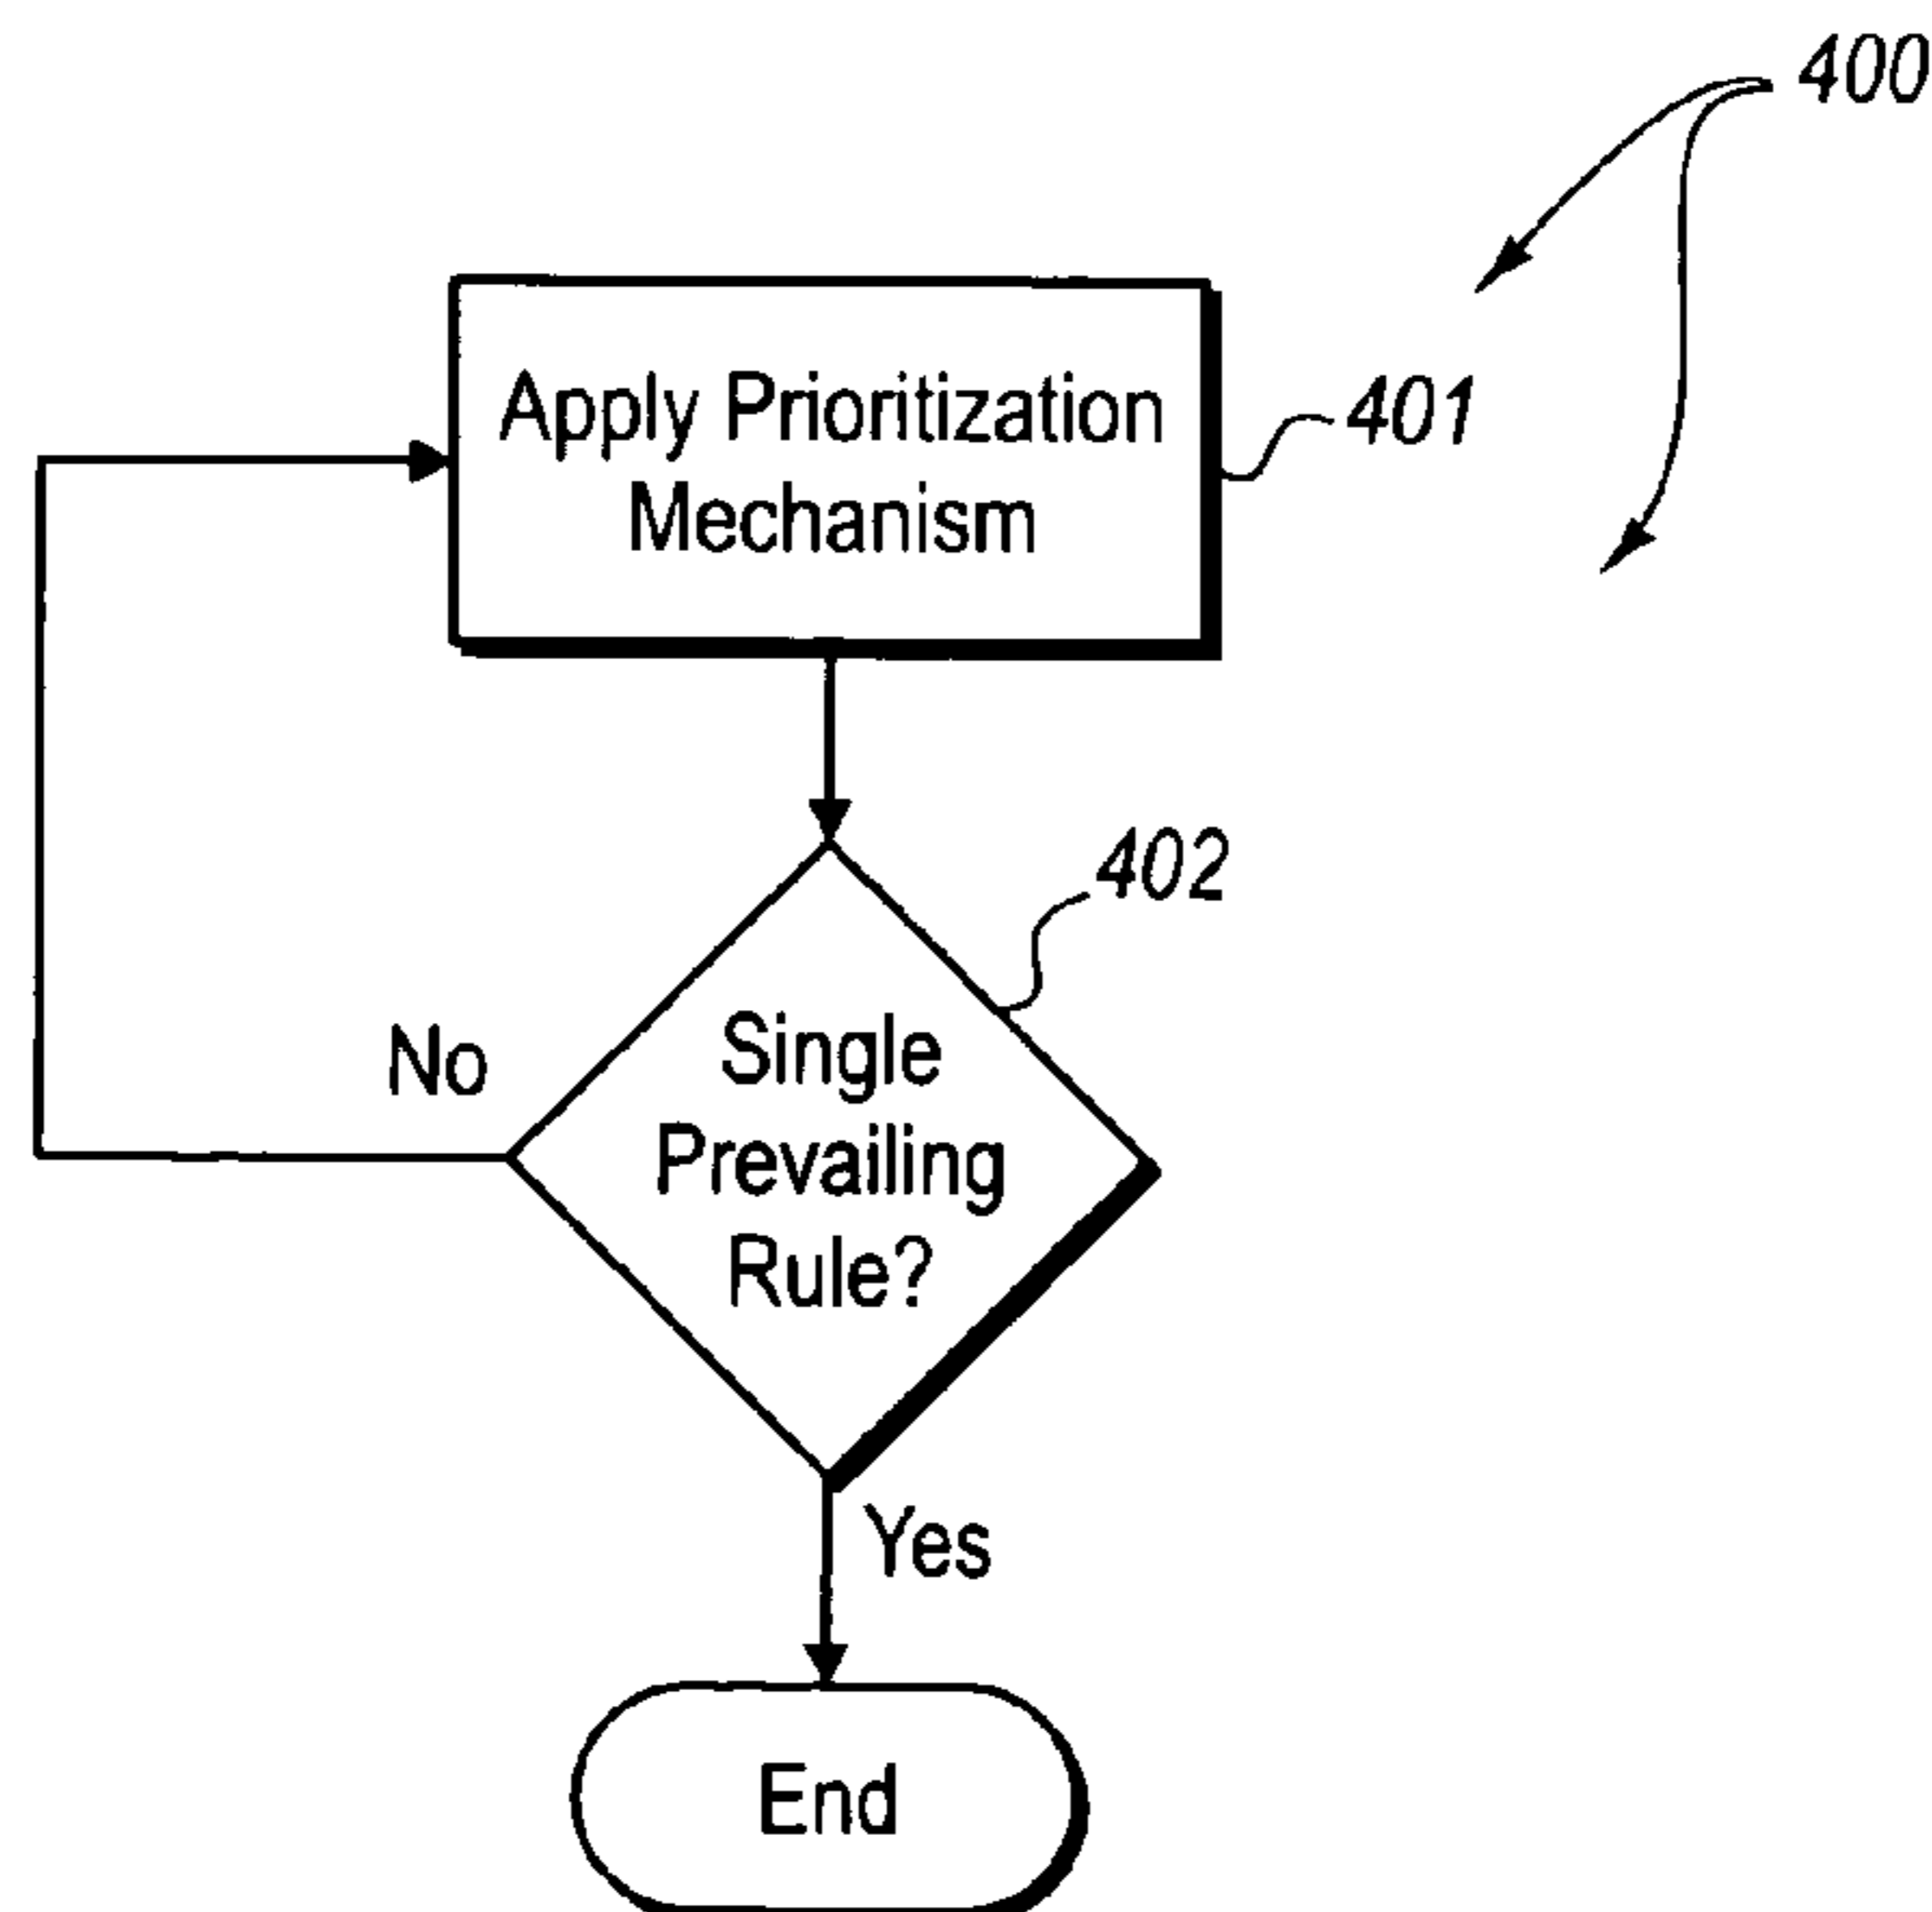 400
Apply Prioritization
Mechanism
401
402
Single
Prevailing
Rule?
No
Yes
End